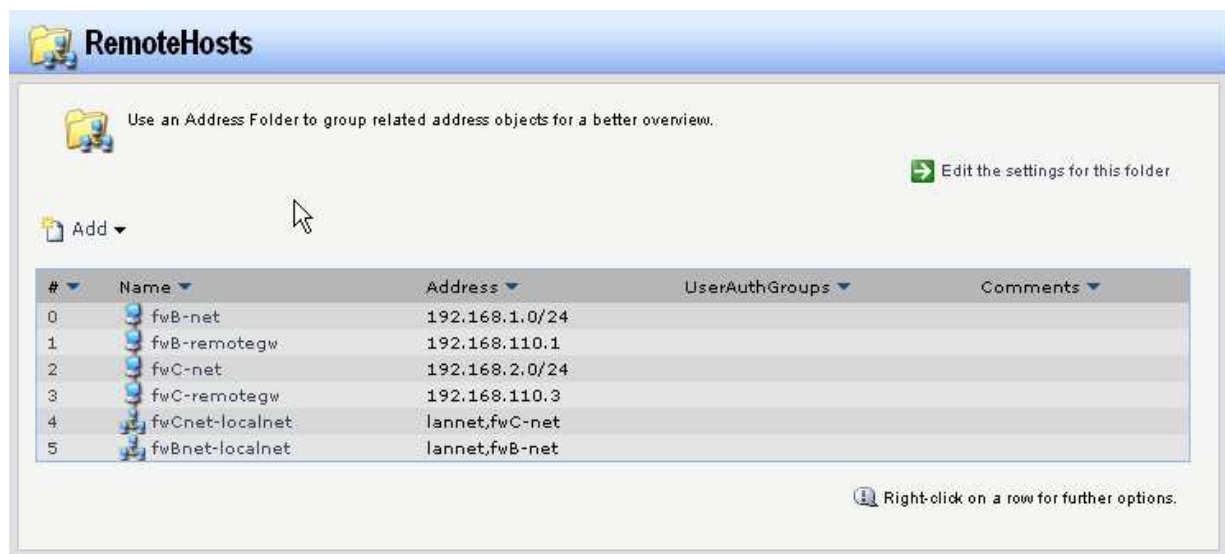 RemoteHosts
Use an Address Folder to group related address objects for a better overview.
Edit the settings for this folder
Add
# Name Address UserAuthGroups Comments
0 fwB-net 192.168.1.0/24
1 fwB-remotegw 192.168.110.1
2 fwC-net 192.168.2.0/24
3 fwC-remotegw 192.168.110.3
4 fwCnet-localnet lannet,fwC-net
5 fwBnet-localnet lannet,fwB-net
Right-click on a row for further options.